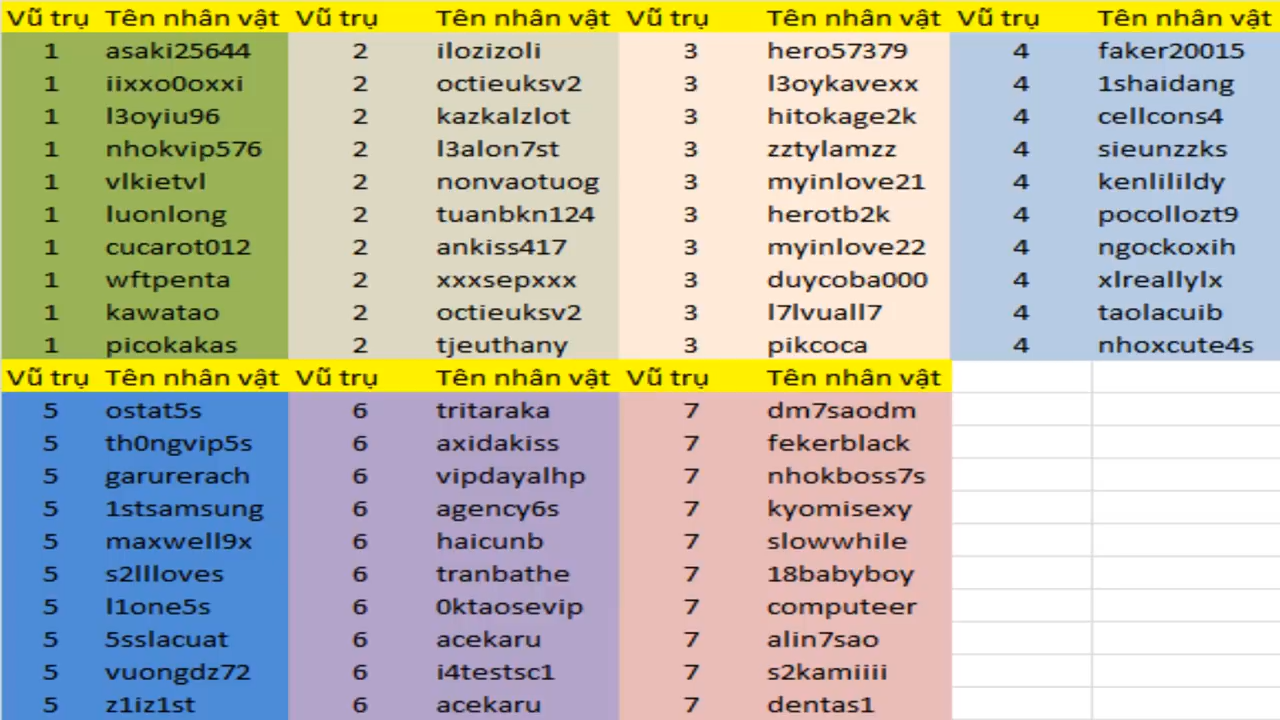 Vũ trụ Tên nhân vật Vũ trụ Tên nhân vật Vũ trụ Tên nhân vật Vũ trụ Tên nhân vật
1 asaki25644 2 ilozizoli 3 hero57379 4 faker20015
1 iixxo0oxxi 2 octieuksv2 3 l3oykavexx 4 1shaidang
1 l3oyiu96 2 kazkalzlot 3 hitokage2k 4 cellcons4
1 nhokvip576 2 l3alon7st 3 zztylamzz 4 sieunzzks
1 vlkietvl 2 nonvaotuog 3 myinlove21 4 kenlilildy
1 luonlong 2 tuanbkn124 3 herotb2k 4 pocollozt9
1 cucarot012 2 ankiss417 3 myinlove22 4 ngockoxih
1 wftpenta 2 xxxsepxxx 3 duycoba000 4 xlreallylx
1 kawatao 2 octieuksv2 3 l7lvuall7 4 taolacuib
1 picokakas 2 tjeuthany 3 pikcoca 4 nhoxcute4s
Vũ trụ Tên nhân vật Vũ trụ Tên nhân vật Vũ trụ Tên nhân vật
5 ostat5s 6 tritaraka 7 dm7saodm
5 th0ngvip5s 6 axidakiss 7 fekerblack
5 garurerach 6 vipdayalhp 7 nhokboss7s
5 1stsamsung 6 agency6s 7 kyomisexy
5 maxwell9x 6 haicunb 7 slowwhile
5 s2llloves 6 tranbathe 7 18babyboy
5 l1one5s 6 0ktaosevip 7 computeer
5 5sslacuat 6 acekaru 7 alin7sao
5 vuongdz72 6 i4testsc1 7 s2kamiiii
5 z1iz1st 6 acekaru 7 dentas1